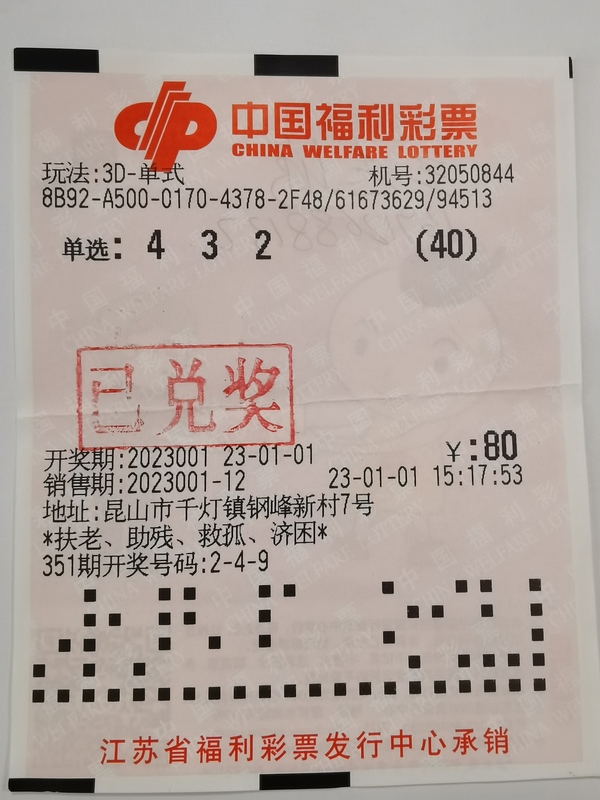 中国福利彩票
CHINA WELFARE LOTTERY
玩法:3D-单式 机号:32050844
8B92-A500-0170-4378-2F48/61673629/94513
单选: 4 3 2 (40)
已兑奖
开奖期:2023001 23-01-01 ￥:80
销售期:2023001-12 23-01-01 15:17:53
地址:昆山市千灯镇钢峰新村7号
*扶老、助残、救孤、济困*
351期开奖号码:2-4-9
江苏省福利彩票发行中心承销